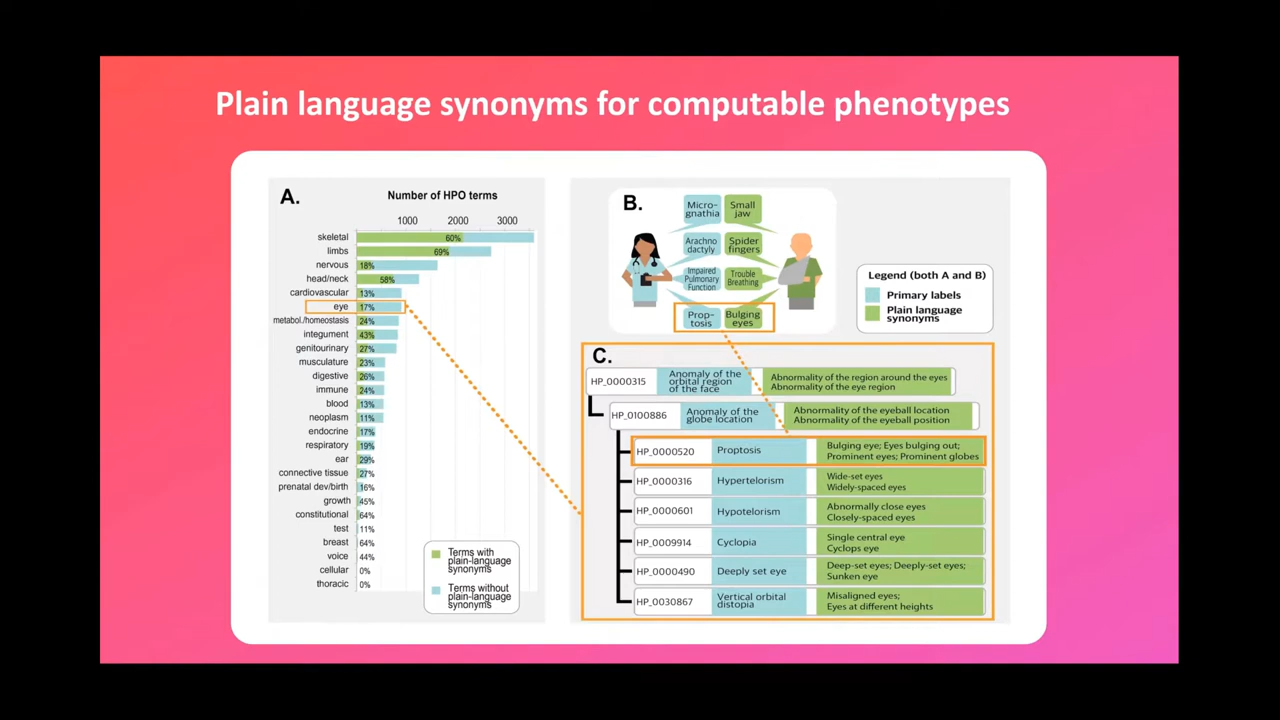 Plain language synonyms for computable phenotypes
A.
Number of HPO terms
1000 2000 3000
skeletal 60%
limbs 69%
nervous 18%
head/neck 58%
cardiovascular 13%
eye 17%
metabol./homeostasis 24%
integument 43%
genitourinary 27%
musculature 23%
digestive 26%
immune 24%
blood 13%
neoplasm 11%
endocrine 17%
respiratory 19%
ear 29%
connective tissue 27%
prenatal dev/birth 16%
growth 45%
constitutional 64%
test 11%
breast 64%
voice 44%
cellular 0%
thoracic 0%
Terms with
plain-language
synonyms
Terms without
plain-language
synonyms
B.
Micro-
gnathia
Small
jaw
Arachno
dactyly
Spider
fingers
Impaired
Pulmonary
Function
Trouble
Breathing
Prop-
tosis
Bulging
eyes
Legend (both A and B)
Primary labels
Plain language
synonyms
C.
HP_0000315
Anomaly of the
orbital region
of the face
Abnormality of the region around the eyes
Abnormality of the eye region
HP_0100886
Anomaly of the
globe location
Abnormality of the eyeball location
Abnormality of the eyeball position
HP_0000520
Proptosis
Bulging eye; Eyes bulging out;
Prominent eyes; Prominent globes
HP_0000316
Hypertelorism
Wide-set eyes
Widely-spaced eyes
HP_0000601
Hypotelorism
Abnormally close eyes
Closely-spaced eyes
HP_0009914
Cyclopia
Single central eye
Cyclops eye
HP_0000490
Deeply set eye
Deep-set eyes; Deeply-set eyes;
Sunken eye
HP_0030867
Vertical orbital
distopia
Misaligned eyes;
Eyes at different heights